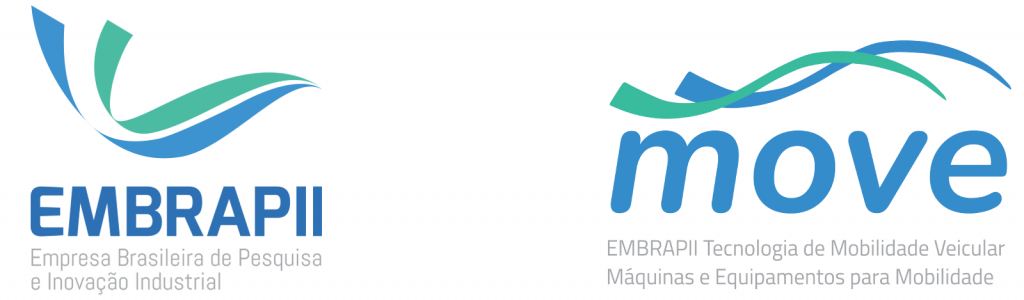 EMBRAPII
Empresa Brasileira de Pesquisa
e Inovação Industrial
move
EMBRAPII Tecnologia de Mobilidade Veicular
Máquinas e Equipamentos para Mobilidade